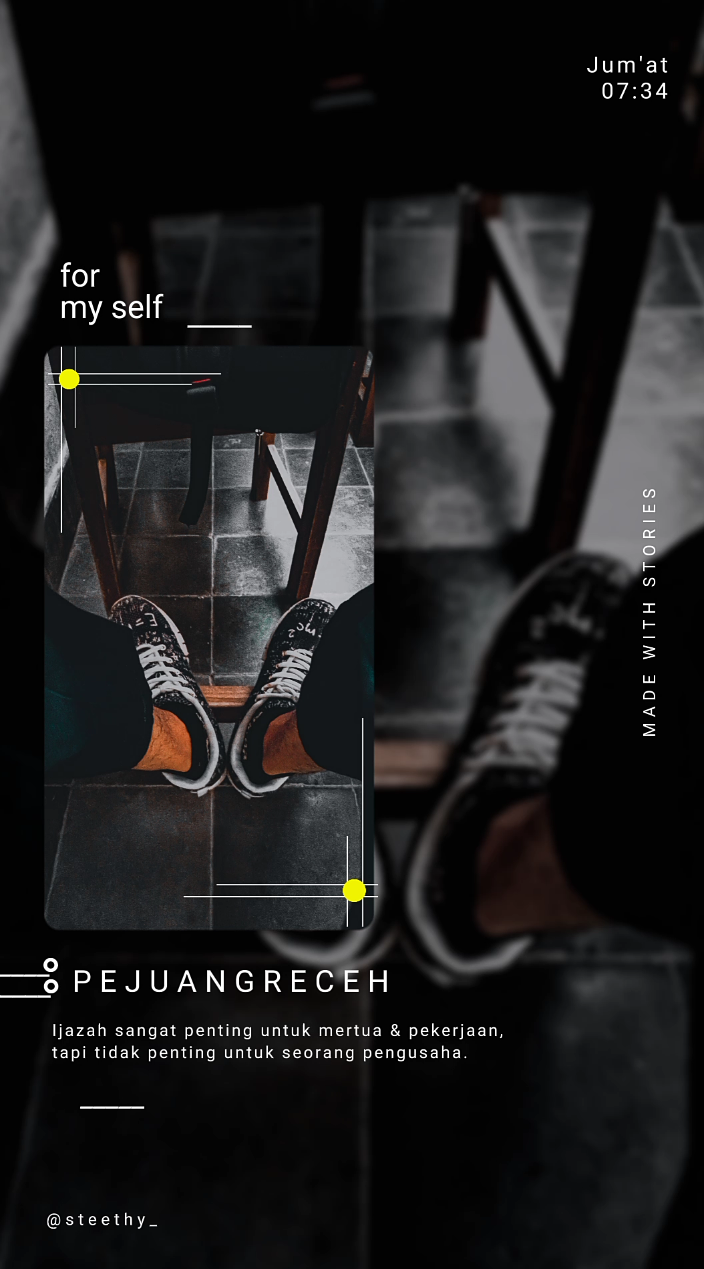 Jum'at
07:34
for
my self
MADE WITH STORIES
PEJUANGRECEH
Ijazah sangat penting untuk mertua & pekerjaan,
tapi tidak penting untuk seorang pengusaha.
@steethy_